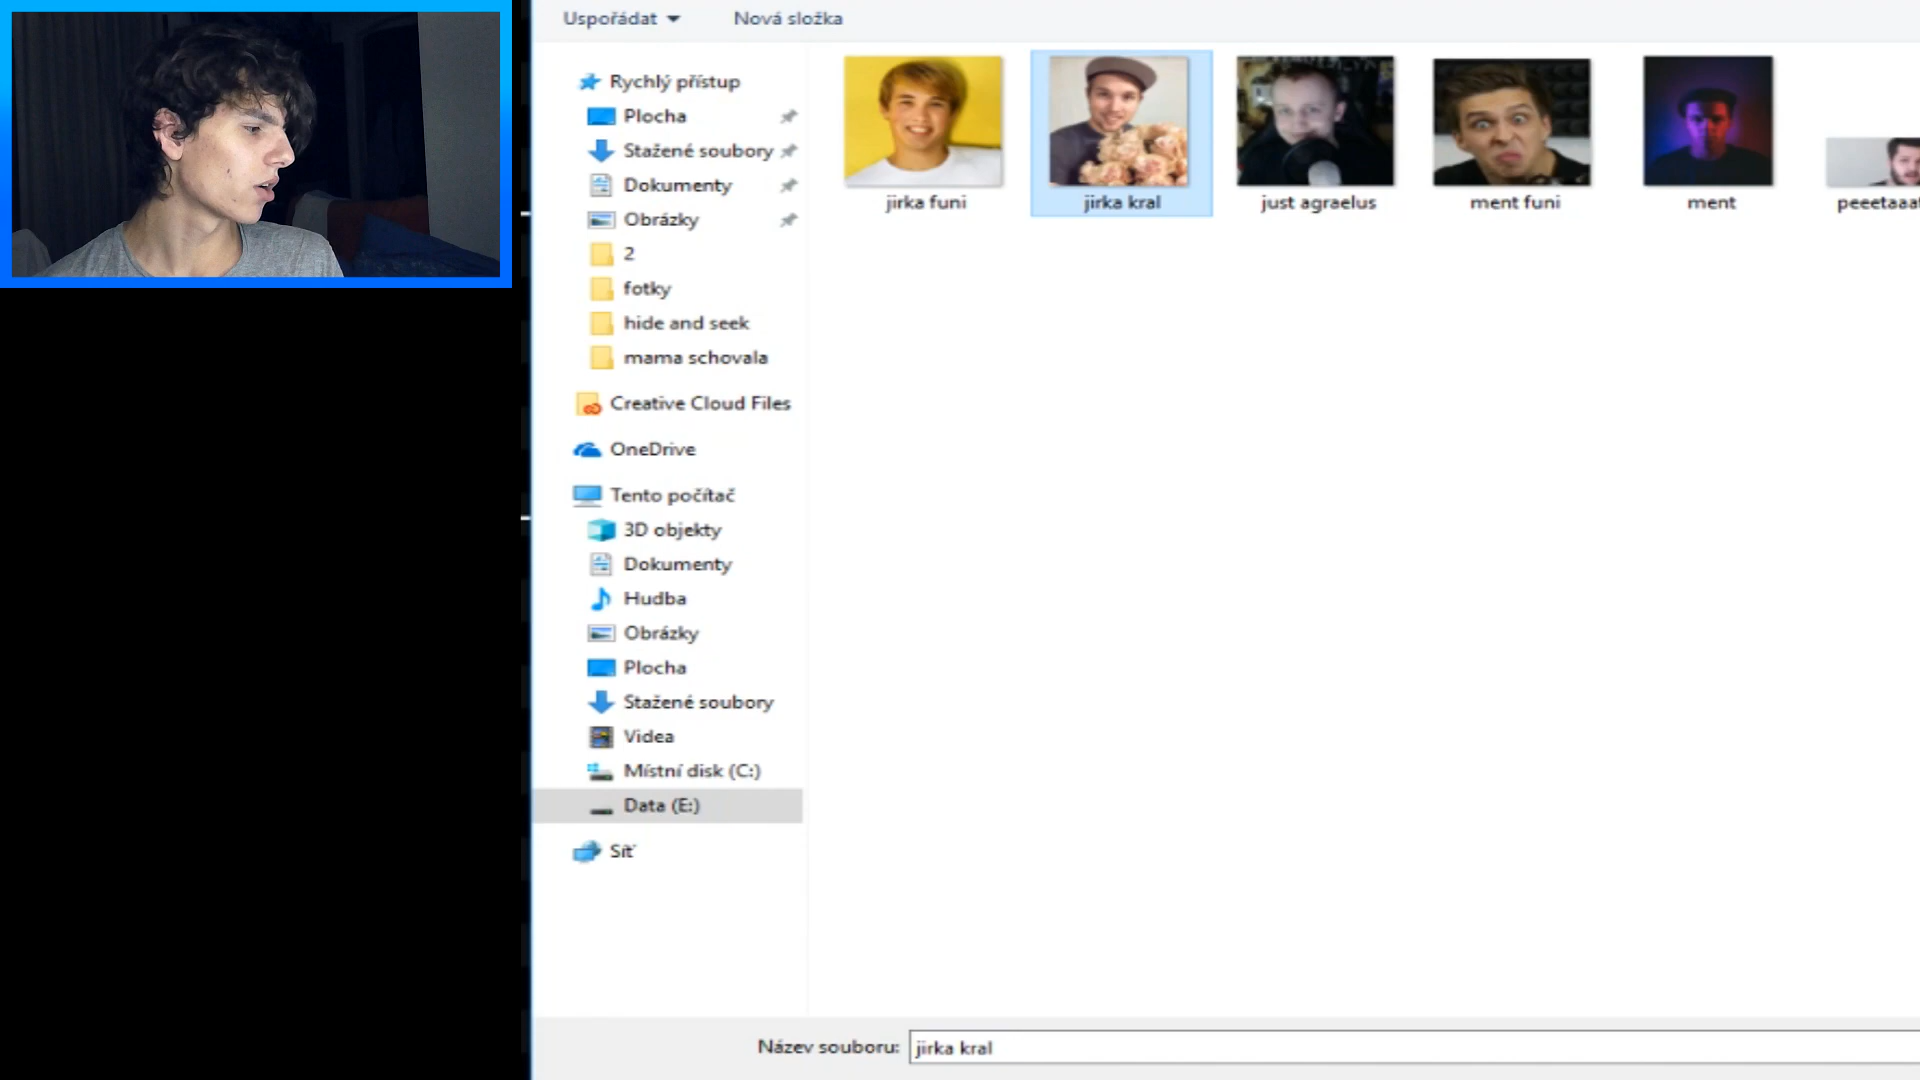 Uspořádat Nová složka
Rychlý přístup
Plocha
Stažené soubory
Dokumenty
Obrázky
2
fotky
hide and seek
mama schovala
Creative Cloud Files
OneDrive
Tento počítač
3D objekty
Dokumenty
Hudba
Obrázky
Plocha
Stažené soubory
Videa
Místní disk (C:)
Data (E:)
Síť
jirka funi jirka kral just agraelus ment funi ment peeetaaat
Název souboru: jirka kral